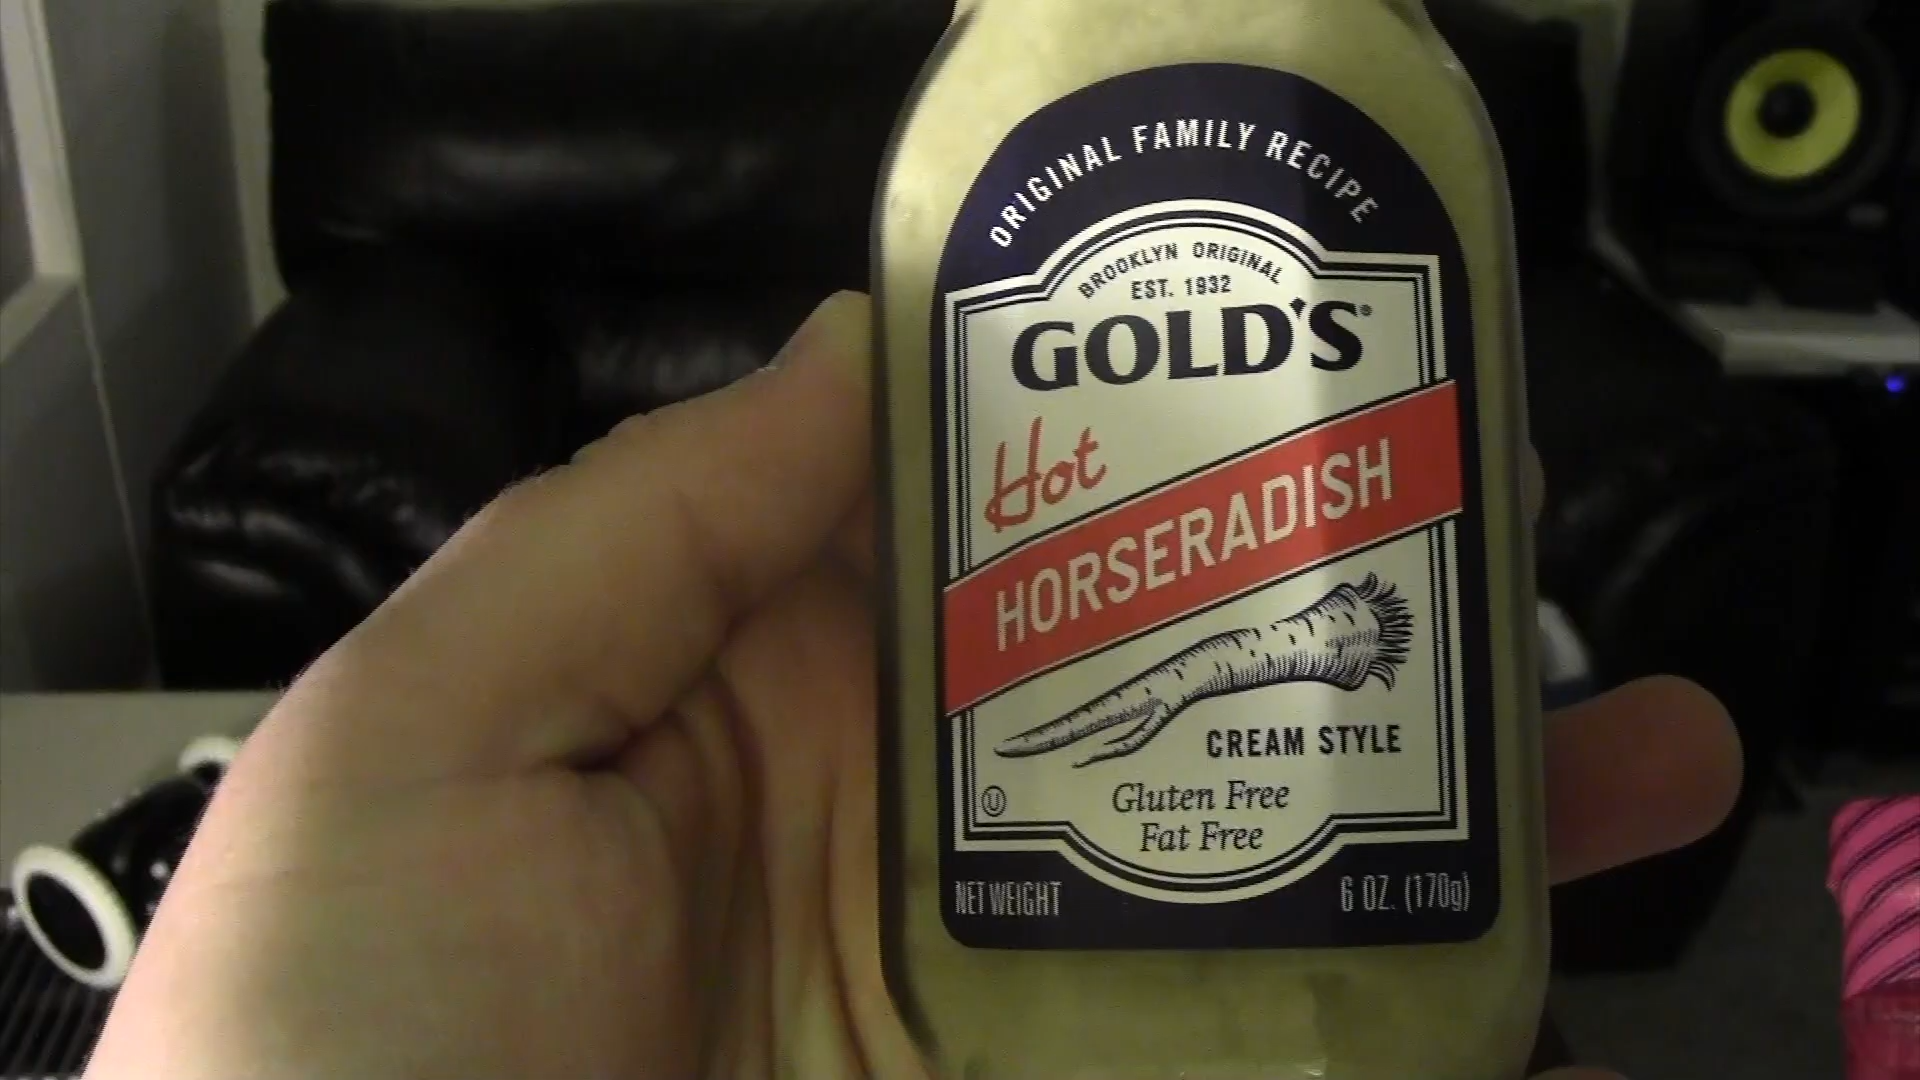 ORIGINAL FAMILY RECIPE
BROOKLYN ORIGINAL
EST. 1932
GOLD'S®
Hot
HORSERADISH
CREAM STYLE
U
Gluten Free
Fat Free
NET WEIGHT 6 OZ. (170g)